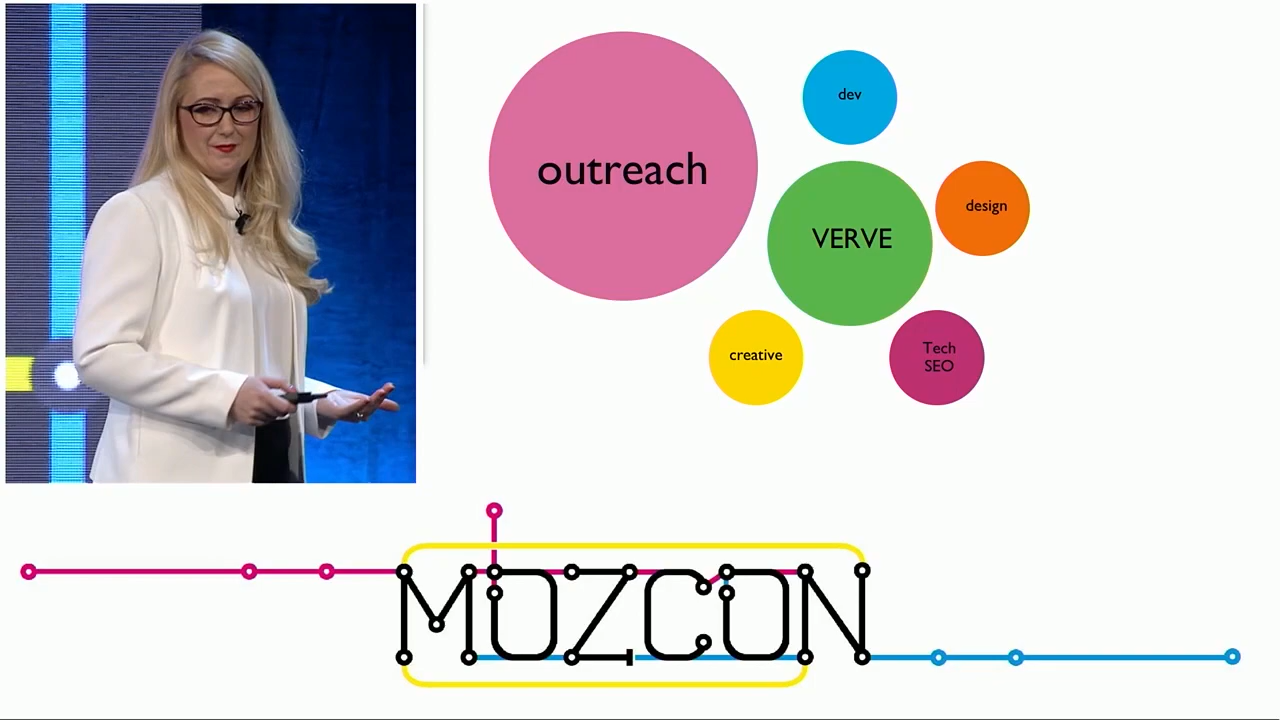 outreach
dev
VERVE
design
creative
Tech
SEO
MOZCON